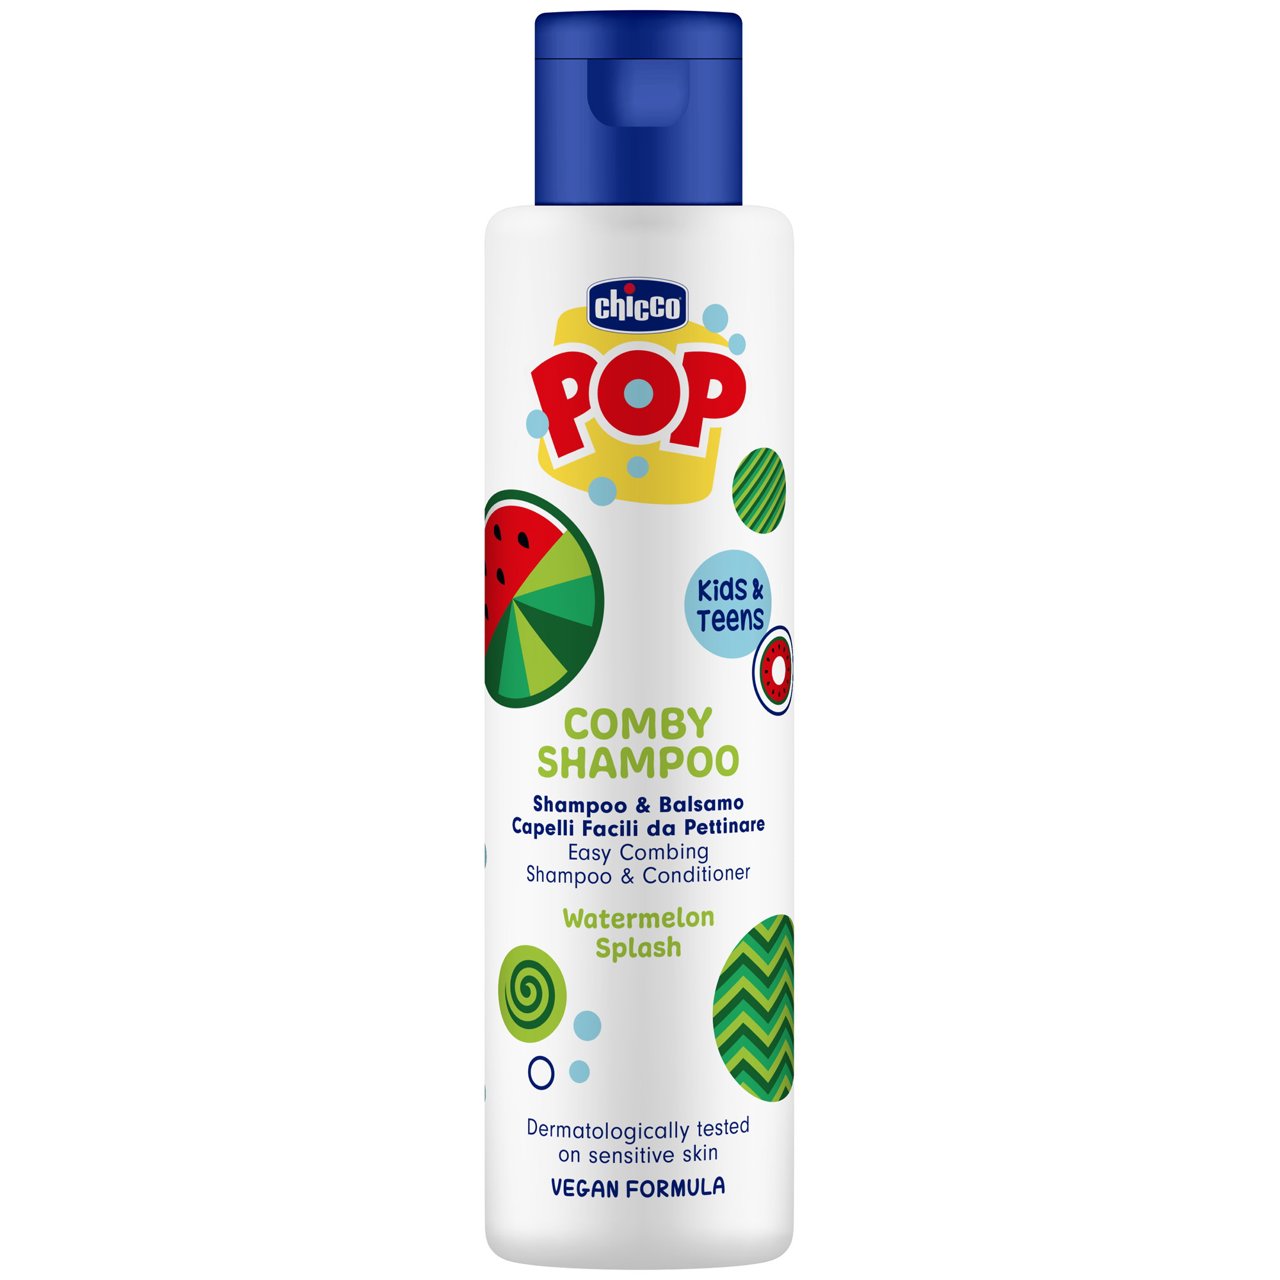 chicco
POP
Kids &
Teens
COMBY
SHAMPOO
Shampoo & Balsamo
Capelli Facili da Pettinare
Easy Combing
Shampoo & Conditioner
Watermelon
Splash
Dermatologically tested
on sensitive skin
VEGAN FORMULA